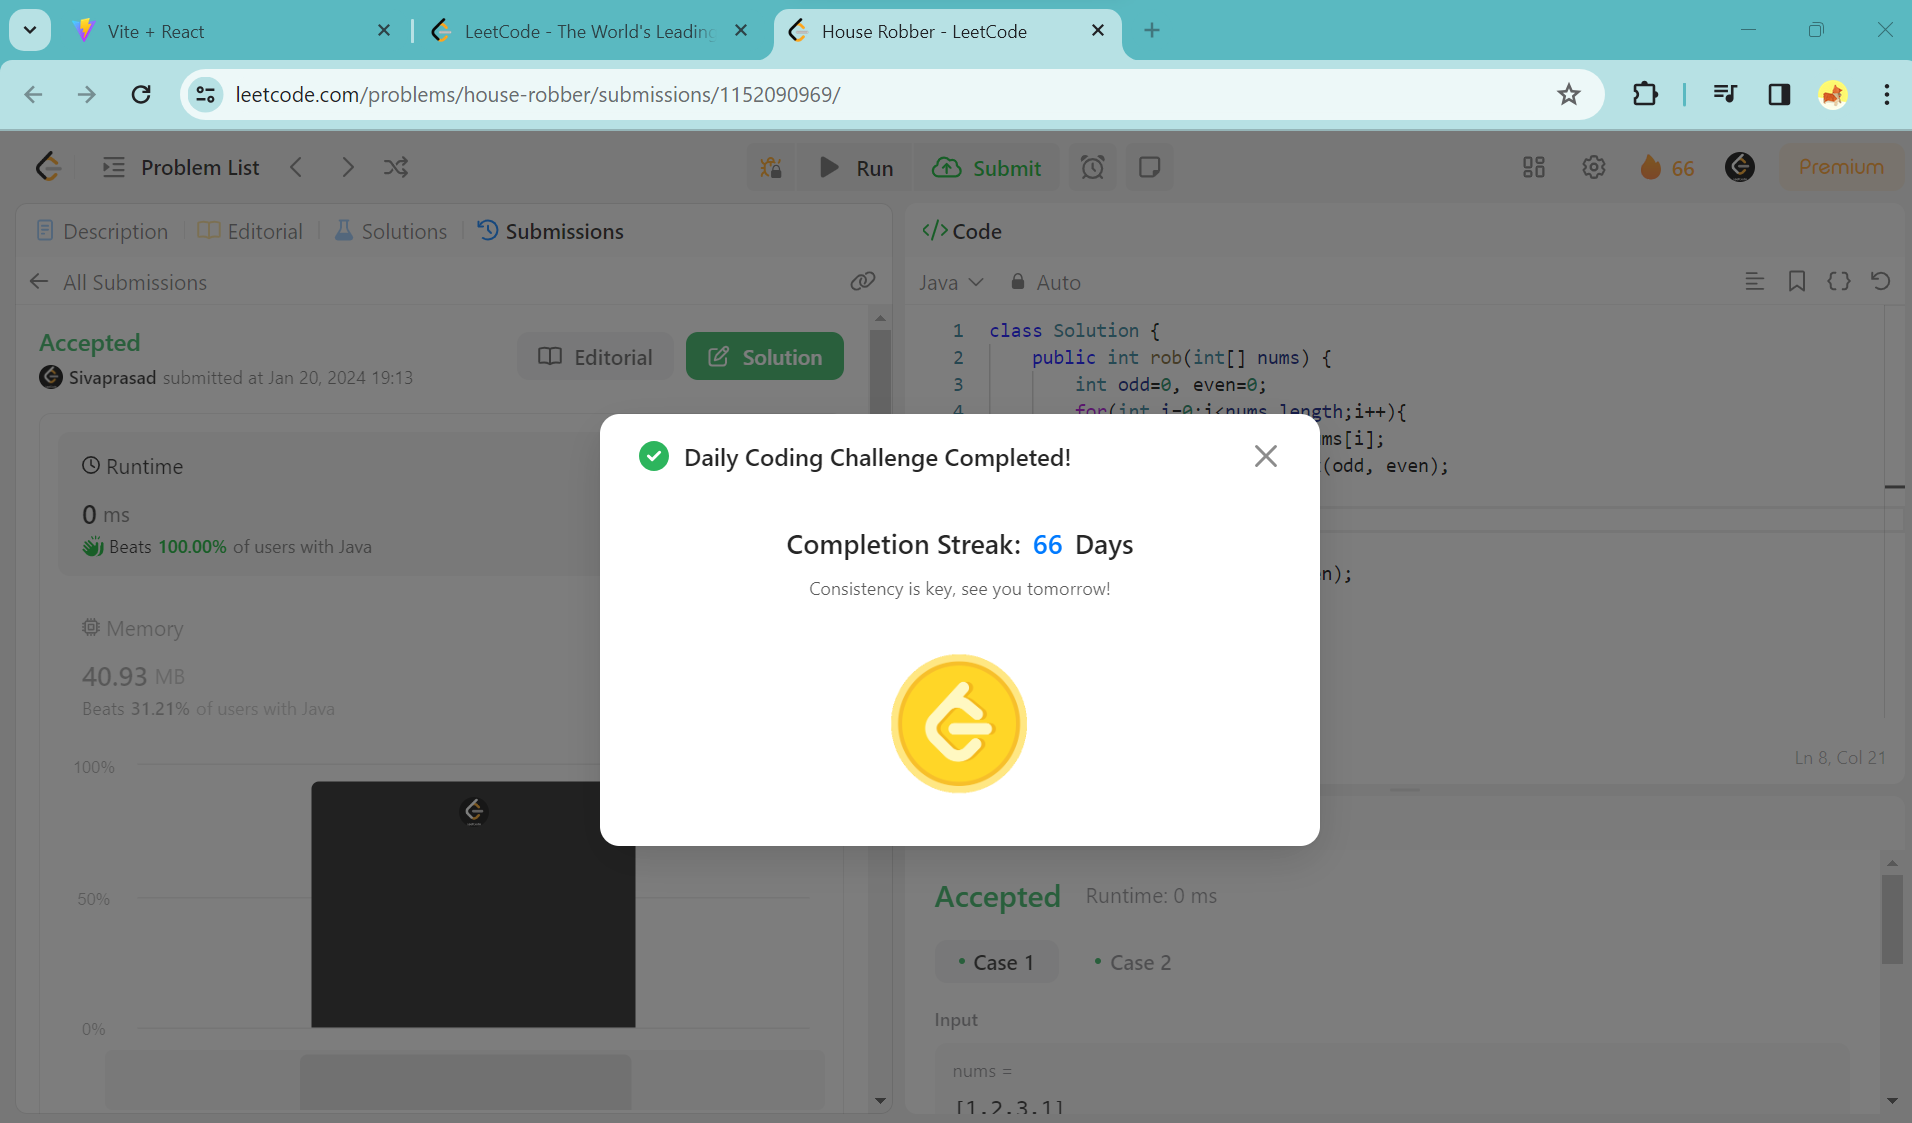 Vite + React
LeetCode - The World's Leading
House Robber - LeetCode
leetcode.com/problems/house-robber/submissions/1152090969/
Problem List
Run
Submit
66
Premium
Description
Editorial
Solutions
Submissions
All Submissions
Accepted
Sivaprasad submitted at Jan 20, 2024 19:13
Editorial
Solution
Runtime
0 ms
Beats 100.00% of users with Java
Memory
40.93 MB
Beats 31.21% of users with Java
100%
50%
0%
Daily Coding Challenge Completed!
Completion Streak: 66 Days
Consistency is key, see you tomorrow!
</> Code
Java
Auto
1 class Solution {
2 public int rob(int[] nums) {
3 int odd=0, even=0;
4 for(int i=0;i<nums.length;i++){
ms[i];
(odd, even);
n);
Ln 8, Col 21
Accepted
Runtime: 0 ms
Case 1
Case 2
Input
nums =
[1,2,3,1]